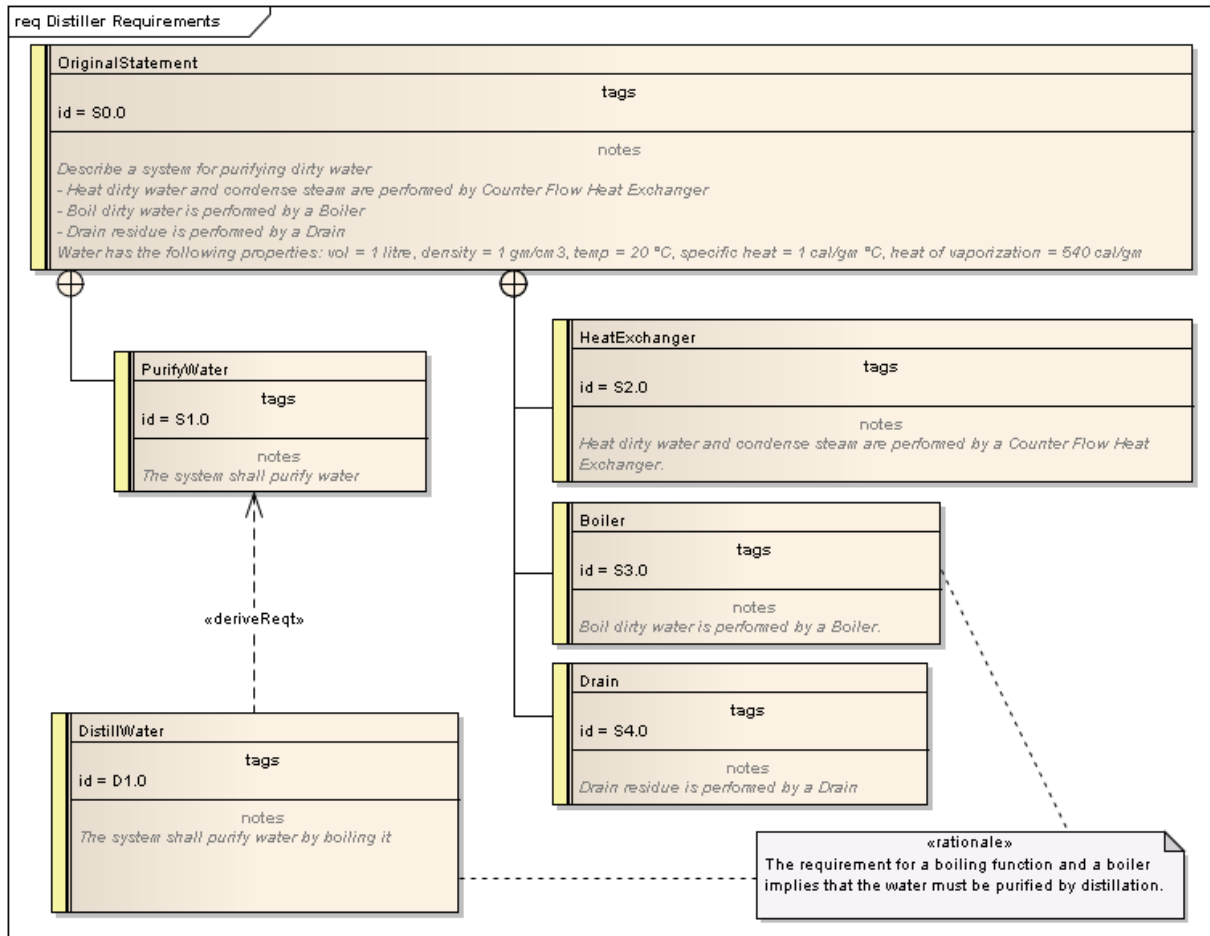 req Distiller Requirements
OriginalStatement
tags
id = S0.0
notes
Describe a system for purifying dirty water
- Heat dirty water and condense steam are performed by Counter Flow Heat Exchanger
- Boil dirty water is performed by a Boiler
- Drain residue is performed by a Drain
Water has the following properties: vol = 1 litre, density = 1 gm/cm3, temp = 20 °C, specific heat = 1 cal/gm °C, heat of vaporization = 540 cal/gm
PurifyWater
tags
id = S1.0
notes
The system shall purify water
HeatExchanger
tags
id = S2.0
notes
Heat dirty water and condense steam are performed by a Counter Flow Heat
Exchanger.
Boiler
tags
id = S3.0
notes
Boil dirty water is performed by a Boiler.
«deriveReqt»
Drain
tags
id = S4.0
notes
Drain residue is performed by a Drain
DistillWater
tags
id = D1.0
notes
The system shall purify water by boiling it
«rationale»
The requirement for a boiling function and a boiler
implies that the water must be purified by distillation.